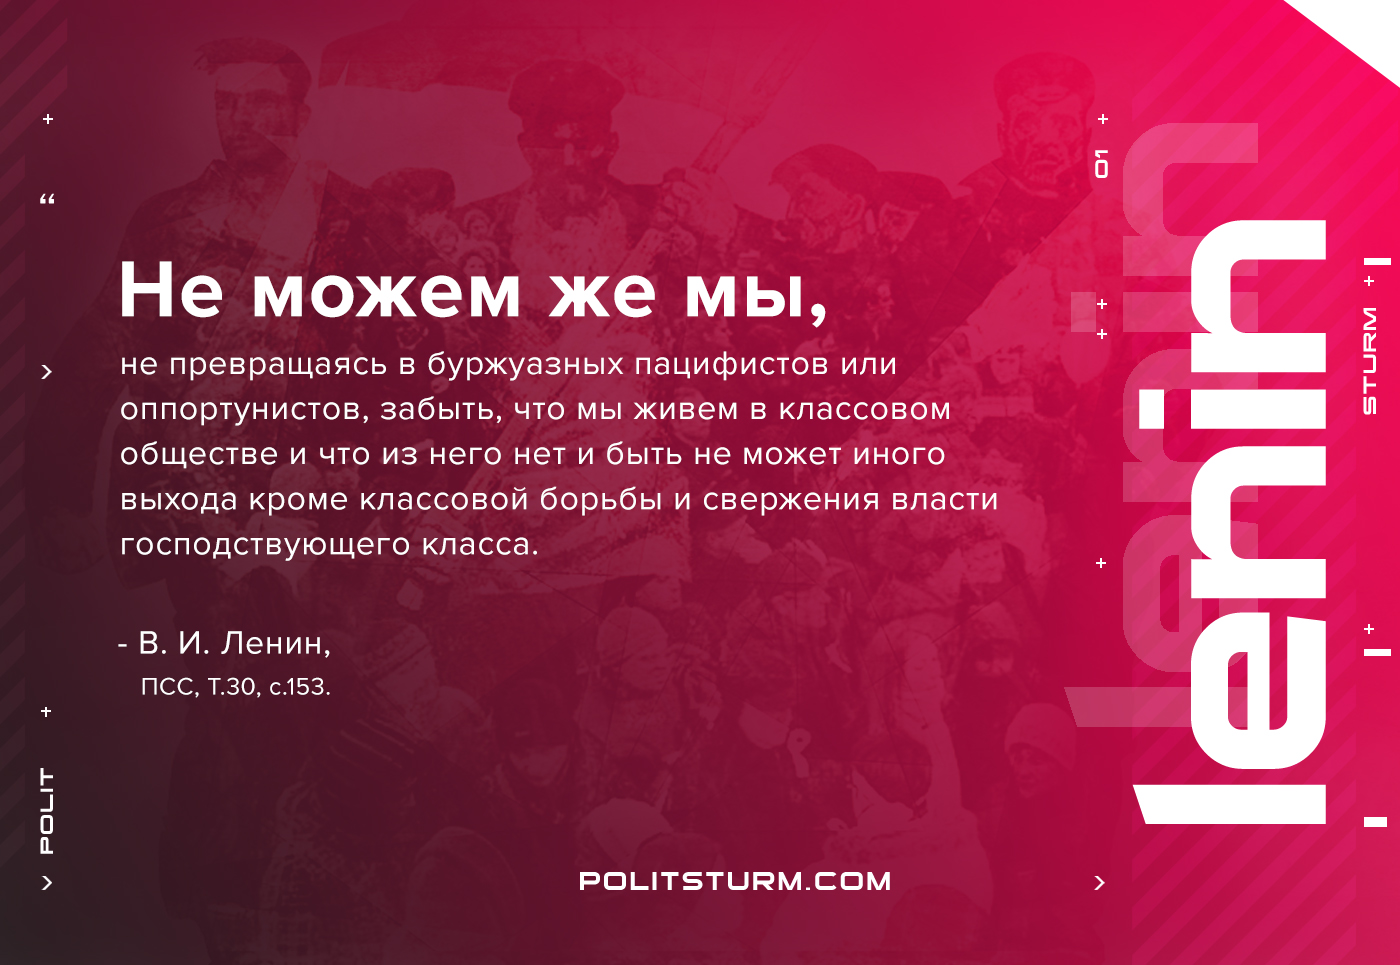 “
Не можем же мы,
не превращаясь в буржуазных пацифистов или
оппортунистов, забыть, что мы живем в классовом
обществе и что из него нет и быть не может иного
выхода кроме классовой борьбы и свержения власти
господствующего класса.
- В. И. Ленин,
ПСС, Т.30, с.153.
POLIT
POLITSTURM.COM
01
lenin
lenin
STURM